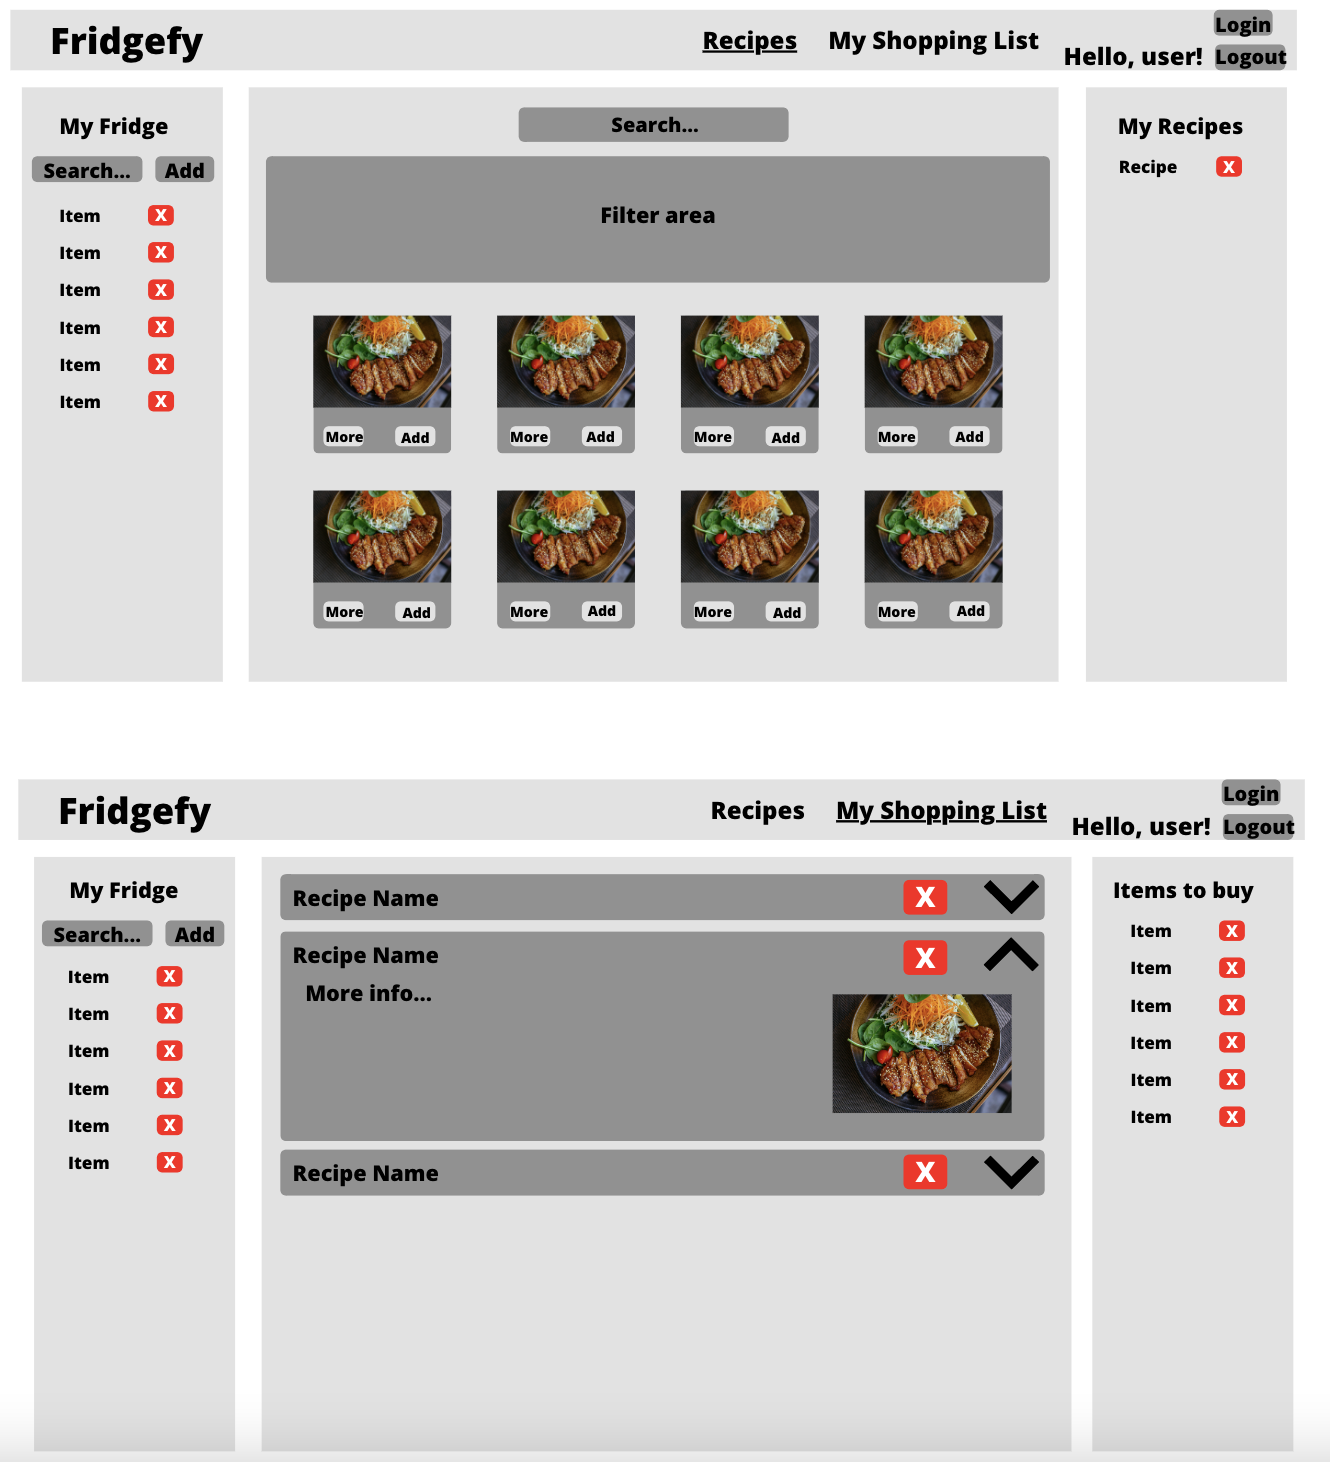 Fridgefy
Recipes
My Shopping List
Hello, user!
Login
Logout
My Fridge
Search...
Add
Item X
Item X
Item X
Item X
Item X
Item X
Search...
Filter area
More Add
More Add
More Add
More Add
More Add
More Add
More Add
More Add
My Recipes
Recipe X
Fridgefy
Recipes
My Shopping List
Hello, user!
Login
Logout
My Fridge
Search...
Add
Item X
Item X
Item X
Item X
Item X
Item X
Recipe Name X
Recipe Name X
More info...
Recipe Name X
Items to buy
Item X
Item X
Item X
Item X
Item X
Item X